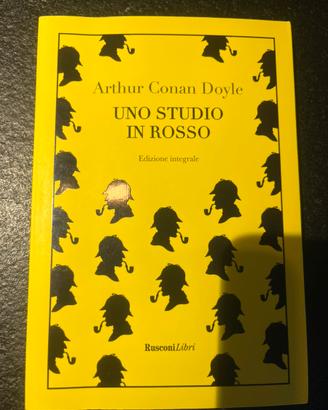 Arthur Conan Doyle
UNO STUDIO
IN ROSSO
Edizione integrale
RusconiLibri